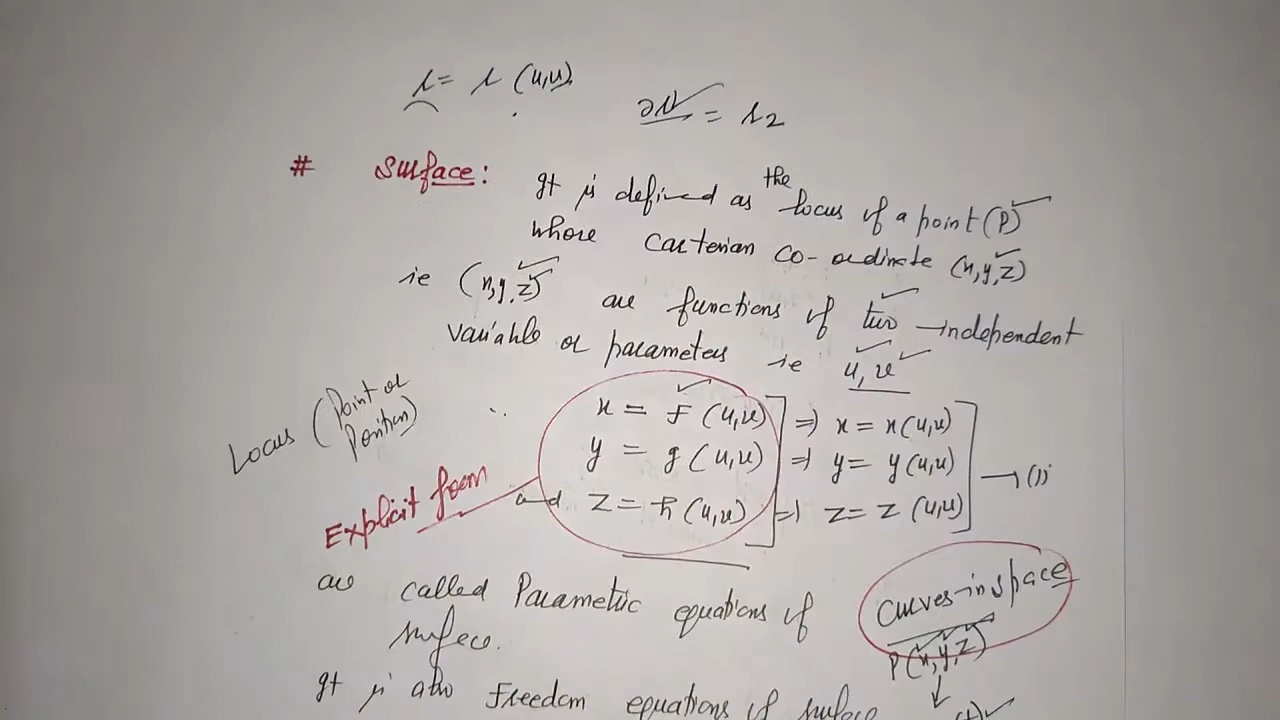 r = r (u,v)
∂v = r2
# Surface: It is defined as the locus of a point (P)
whose cartesian co-ordinate (x,y,z)
ie (x,y,z) are functions of two independent
variable or parameters ie u,v
Locus (Point or Position)
∴ x = f (u,v) ] ⇒ x = x(u,v)
y = g (u,v) ⇒ y = y(u,v) → (1)
and z = h (u,v) ⇒ z = z (u,v)
Explicit form
are called Parametric equations of
surface.
Curves-in space
P(x,y,z)
It is also Freedom equations of surface
(t)